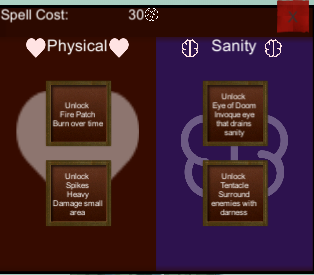 Spell Cost: 30
Physical
Sanity
Unlock
Fire Patch
Burn over time
Unlock
Eye of Doom
Invoque eye
that drains
sanity
Unlock
Spikes
Heavy
Damage small
area
Unlock
Tentacle
Surround
enemies with
darness